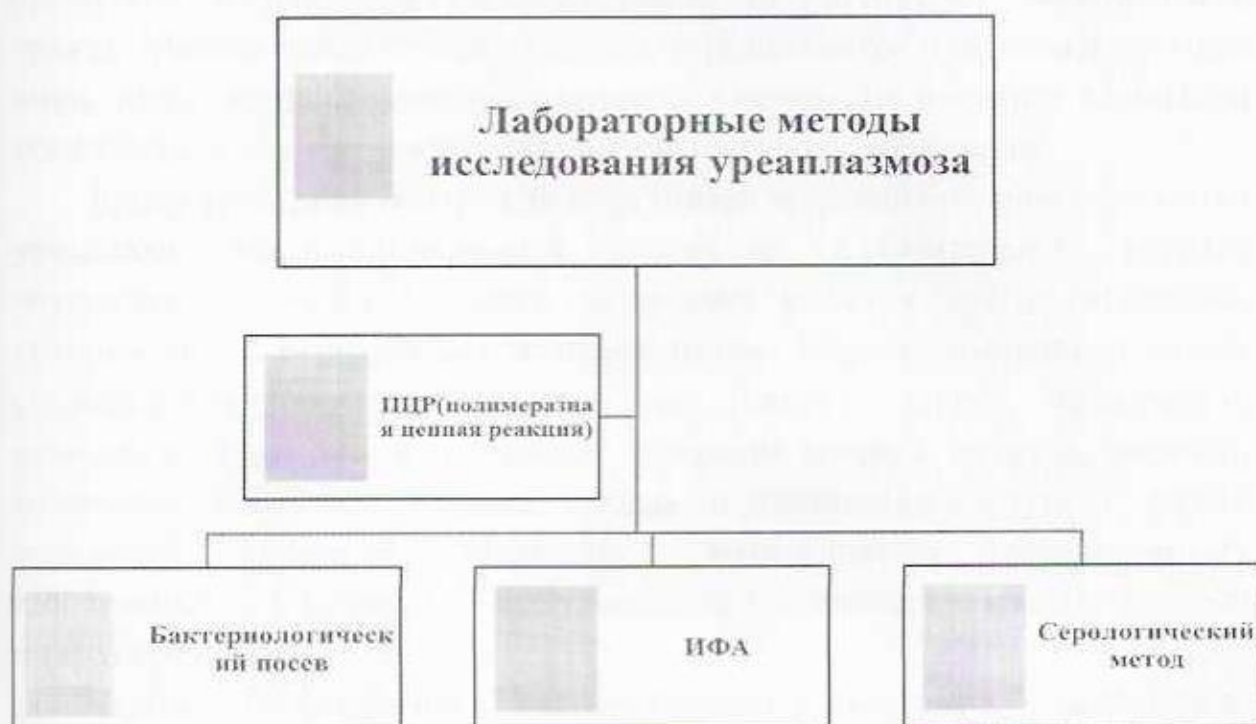 Лабораторные методы
исследования уреаплазмоза
ПЦР(полимеразна
я цепная реакция)
Бактериологическ
ий посев
ИФА
Серологический
метод